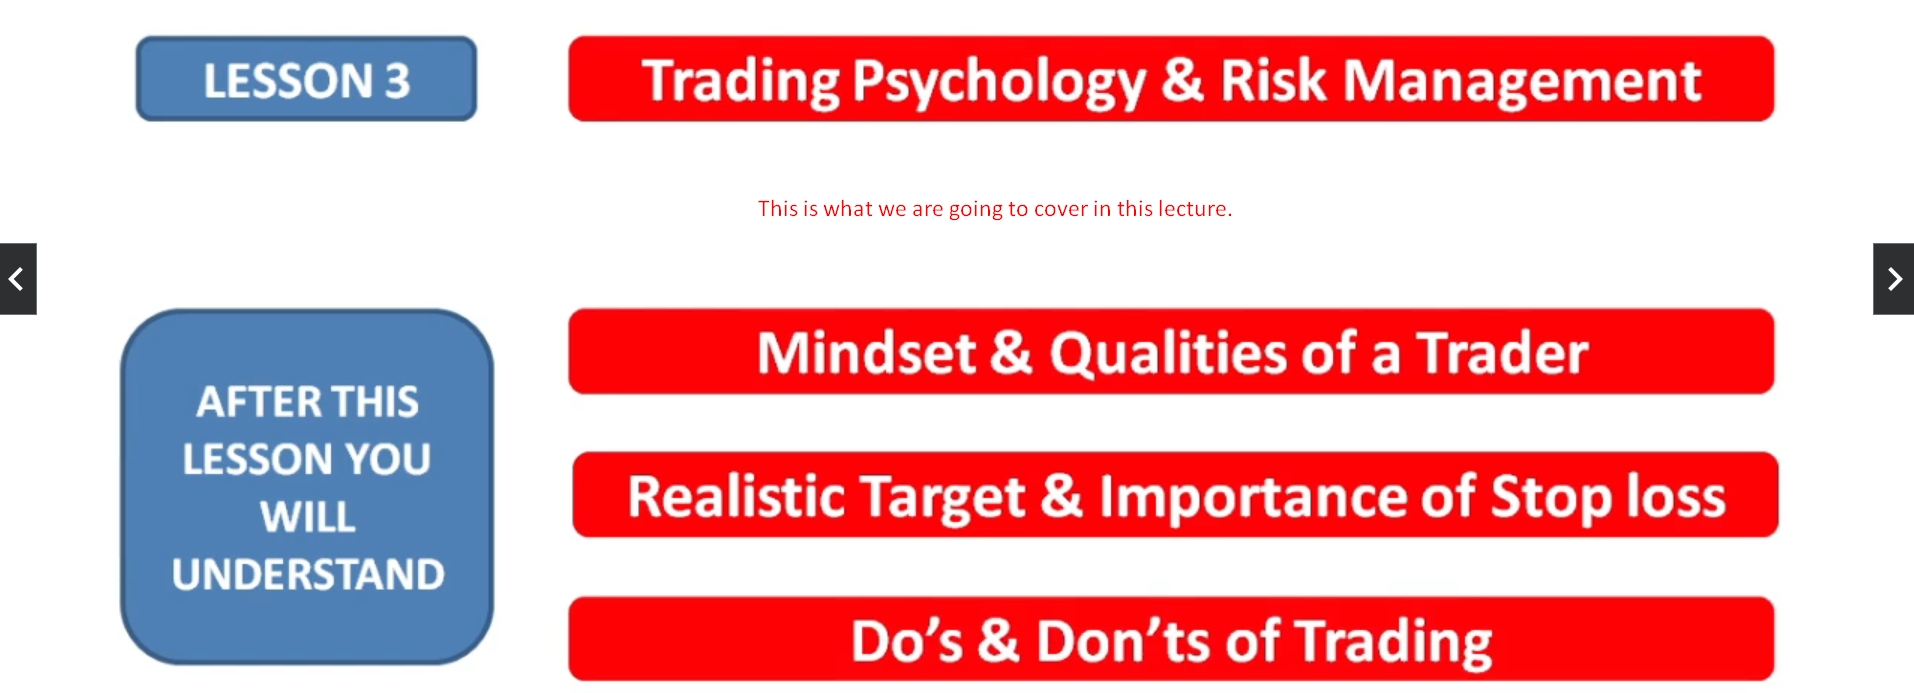 LESSON 3
Trading Psychology & Risk Management
This is what we are going to cover in this lecture.
AFTER THIS
LESSON YOU
WILL
UNDERSTAND
Mindset & Qualities of a Trader
Realistic Target & Importance of Stop loss
Do’s & Don’ts of Trading